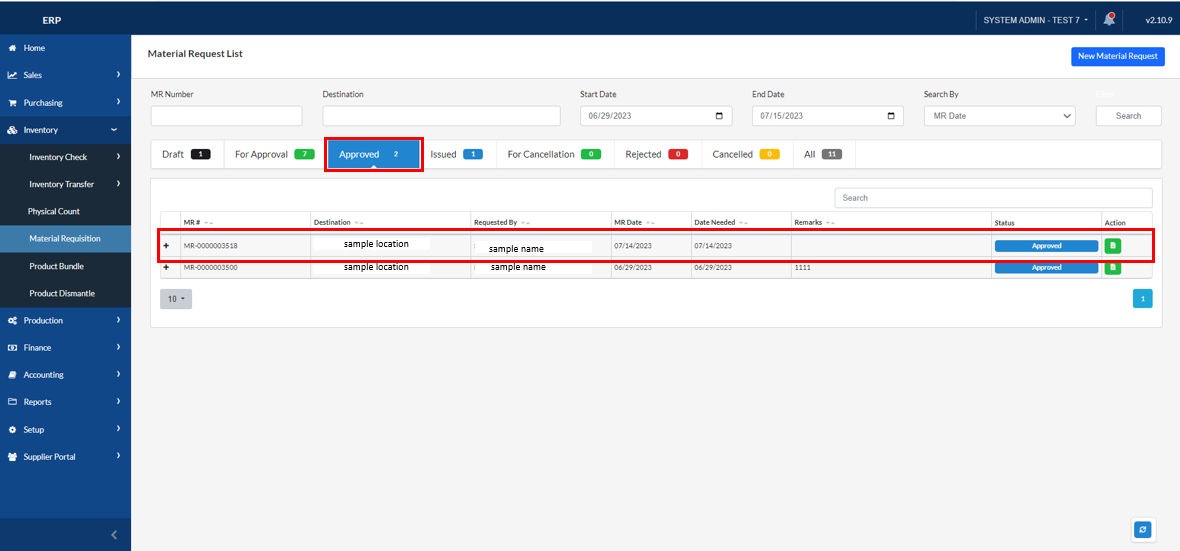 ERP
SYSTEM ADMIN - TEST 7
v2.10.9
Home
Sales
Purchasing
Inventory
Inventory Check
Inventory Transfer
Physical Count
Material Requisition
Product Bundle
Product Dismantle
Production
Finance
Accounting
Reports
Setup
Supplier Portal
Material Request List
New Material Request
MR Number Destination Start Date End Date Search By Filter
06/29/2023 07/15/2023 MR Date Search
Draft 1 For Approval 7 Approved 2 Issued 1 For Cancellation 0 Rejected 0 Cancelled 0 All 11
Search
MR # Destination Requested By MR Date Date Needed Remarks Status Action
+ MR-0000003518 sample location sample name 07/14/2023 07/14/2023 Approved
+ MR-0000003500 sample location sample name 06/29/2023 06/29/2023 1111 Approved
10 1